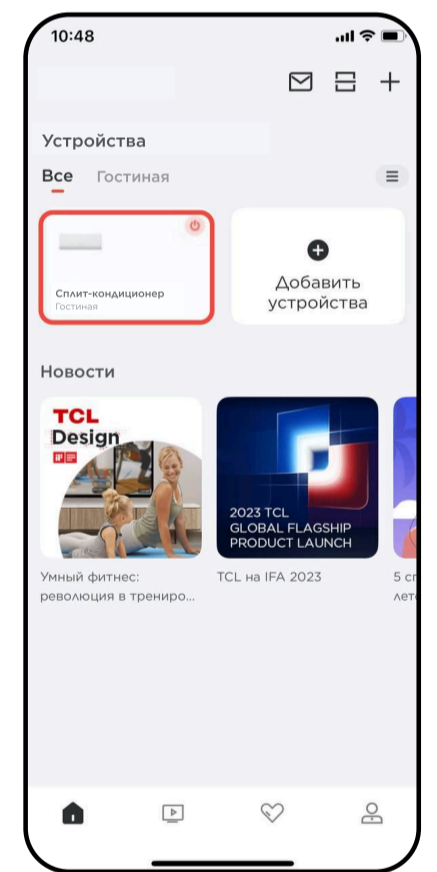 10:48
Устройства
Все Гостиная
Сплит-кондиционер
Гостиная
Добавить
устройства
Новости
TCL
Design
2023 TCL
GLOBAL FLAGSHIP
PRODUCT LAUNCH
Умный фитнес:
революция в трениро...
TCL на IFA 2023